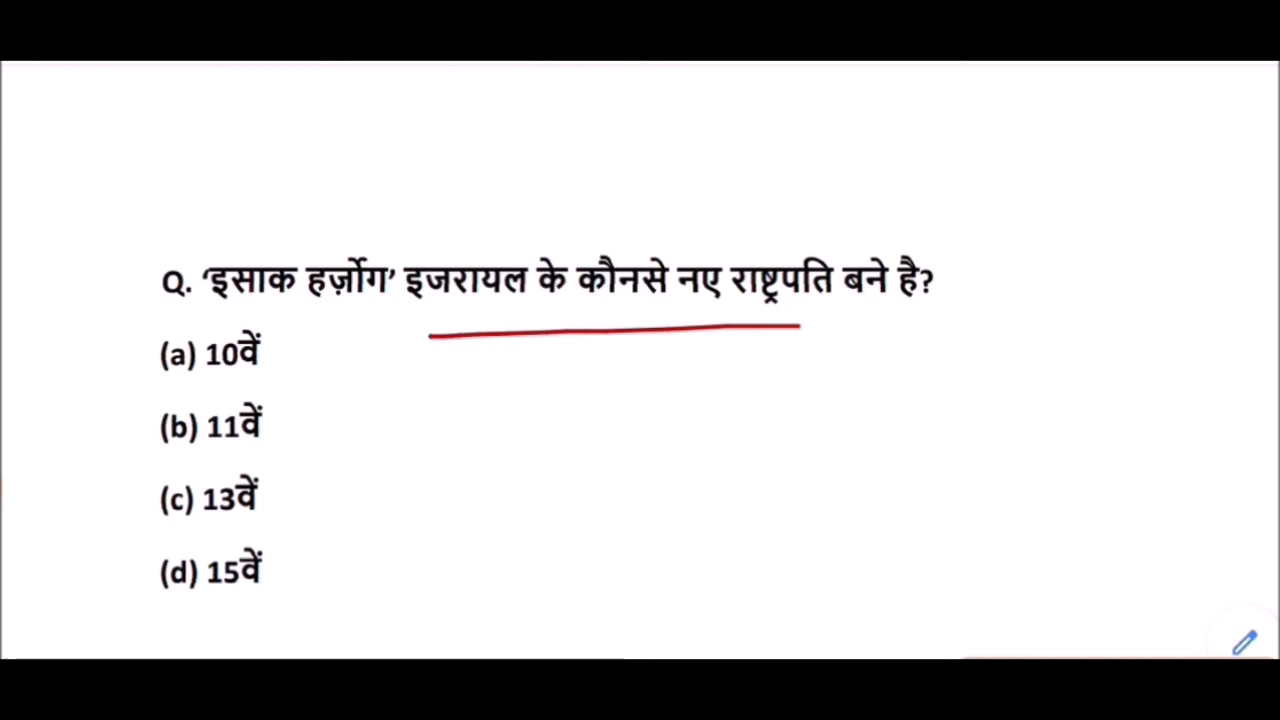 Q. ‘इसाक हर्ज़ोग’ इजरायल के कौनसे नए राष्ट्रपति बने है?
(a) 10वें
(b) 11वें
(c) 13वें
(d) 15वें